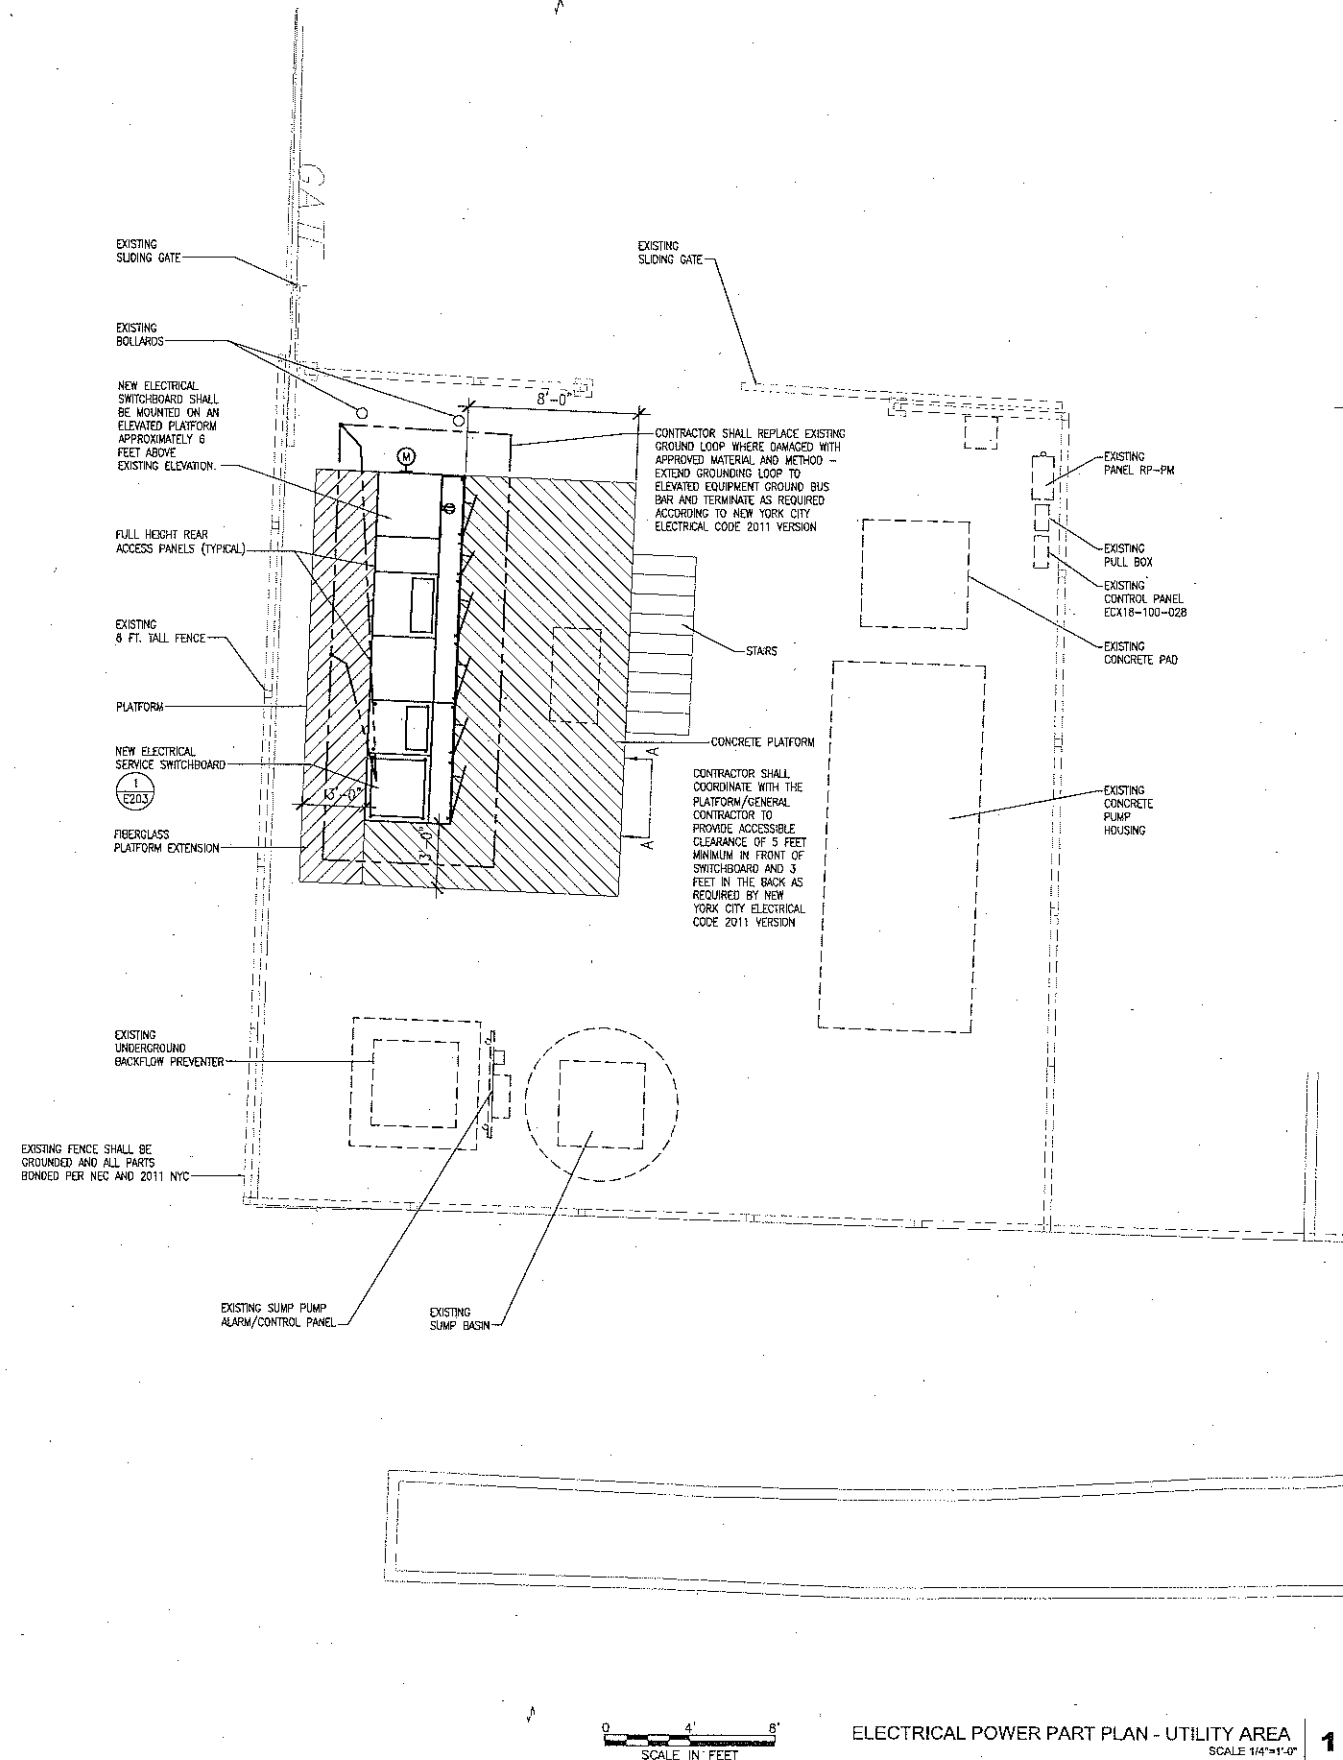 GATE
EXISTING
SLIDING GATE
EXISTING
SLIDING GATE
EXISTING
BOLLARDS
NEW ELECTRICAL
SWITCHBOARD SHALL
BE MOUNTED ON AN
ELEVATED PLATFORM
APPROXIMATELY 6
FEET ABOVE
EXISTING ELEVATION.
8'-0"
M
CONTRACTOR SHALL REPLACE EXISTING
GROUND LOOP WHERE DAMAGED WITH
APPROVED MATERIAL AND METHOD –
EXTEND GROUNDING LOOP TO
ELEVATED EQUIPMENT GROUND BUS
BAR AND TERMINATE AS REQUIRED
ACCORDING TO NEW YORK CITY
ELECTRICAL CODE 2011 VERSION
EXISTING
PANEL RP-PM
FULL HEIGHT REAR
ACCESS PANELS (TYPICAL)
EXISTING
PULL BOX
EXISTING
CONTROL PANEL
ECX18-100-028
EXISTING
8 FT. TALL FENCE
STAIRS
EXISTING
CONCRETE PAD
PLATFORM
CONCRETE PLATFORM
NEW ELECTRICAL
SERVICE SWITCHBOARD
1
E203
3'-0"
A
A
3'-0"
CONTRACTOR SHALL
COORDINATE WITH THE
PLATFORM/GENERAL
CONTRACTOR TO
PROVIDE ACCESSIBLE
CLEARANCE OF 5 FEET
MINIMUM IN FRONT OF
SWITCHBOARD AND 3
FEET IN THE BACK AS
REQUIRED BY NEW
YORK CITY ELECTRICAL
CODE 2011 VERSION
EXISTING
CONCRETE
PUMP
HOUSING
FIBERGLASS
PLATFORM EXTENSION
EXISTING
UNDERGROUND
BACKFLOW PREVENTER
EXISTING FENCE SHALL BE
GROUNDED AND ALL PARTS
BONDED PER NEC AND 2011 NYC
EXISTING SUMP PUMP
ALARM/CONTROL PANEL
EXISTING
SUMP BASIN
0 4' 8'
SCALE IN FEET
ELECTRICAL POWER PART PLAN - UTILITY AREA
SCALE 1/4"=1'-0"
1